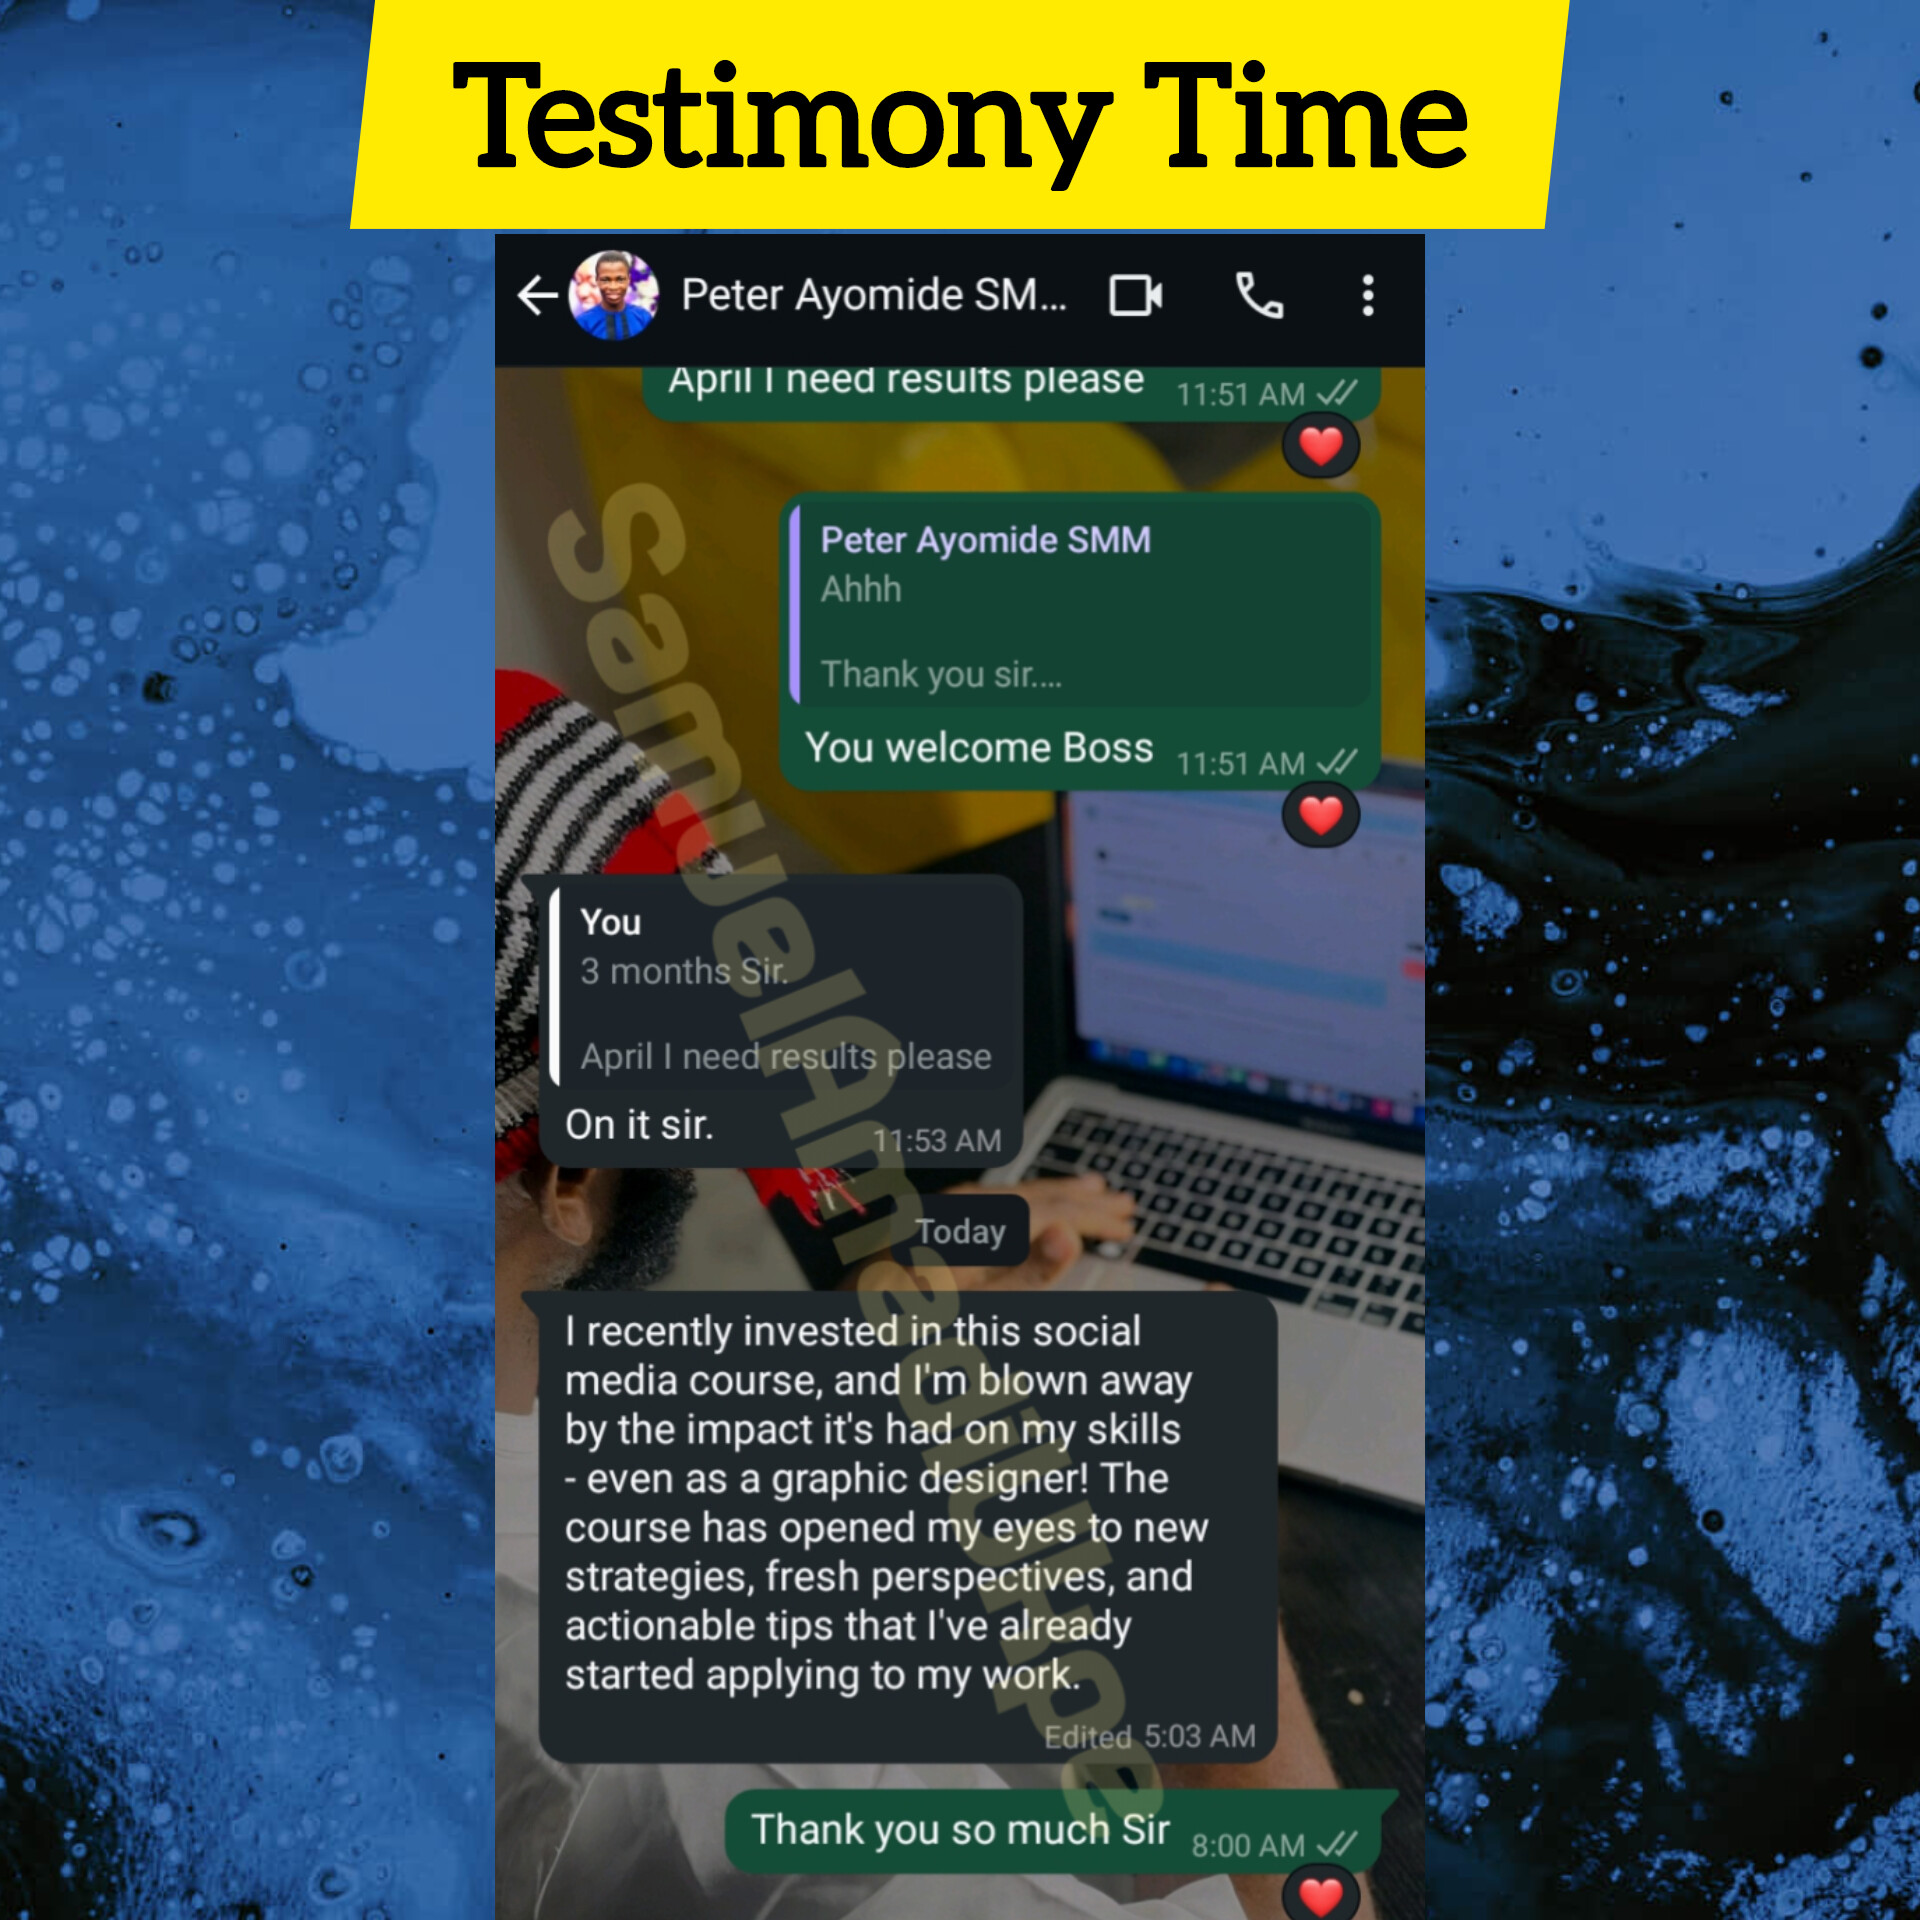 Testimony Time
Peter Ayomide SM...
April I need results please 11:51 AM
Peter Ayomide SMM
Ahhh
Thank you sir....
You welcome Boss 11:51 AM
You
3 months Sir.
April I need results please
On it sir. 11:53 AM
Today
I recently invested in this social
media course, and I'm blown away
by the impact it's had on my skills
- even as a graphic designer! The
course has opened my eyes to new
strategies, fresh perspectives, and
actionable tips that I've already
started applying to my work.
Edited 5:03 AM
Thank you so much Sir 8:00 AM